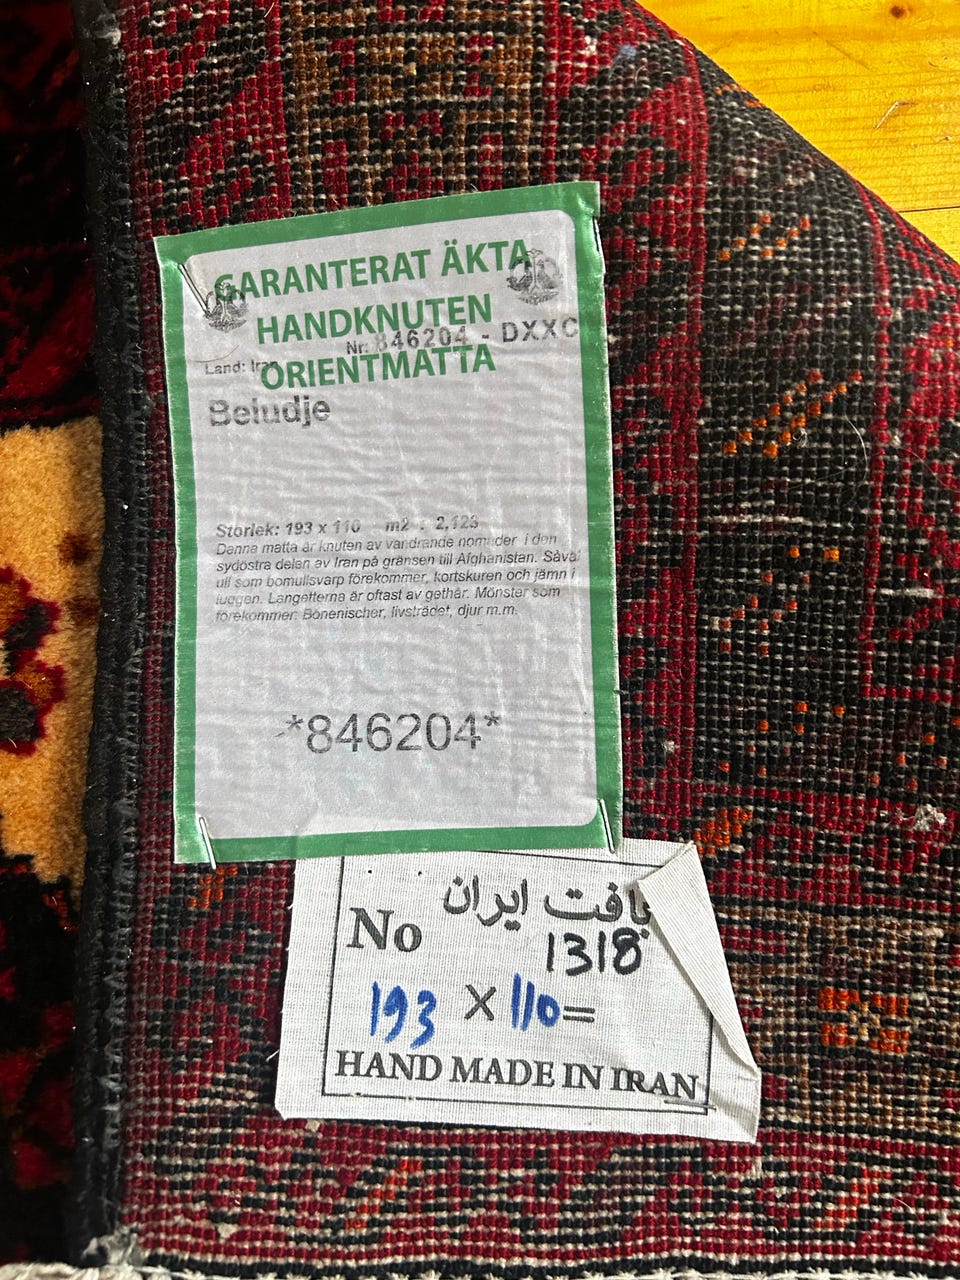 GARANTERAT ÄKTA
HANDKNUTEN
Nr: 846204 - DXXC
Land: Iran
ORIENTMATTA
Beludje
Storlek: 193 x 110 m2 : 2,123
Denna matta är knuten av vandrande nomader i den
sydöstra delen av Iran på gränsen till Afghanistan. Såväl
ull som bomullsvarp förekommer, kortskuren och jämn i
luggen. Langetterna är oftast av gethår. Mönster som
förekommer: Bönenischer, livsträdet, djur m.m.
*846204*
بافت ایران
No 1318
193 X 110=
HAND MADE IN IRAN